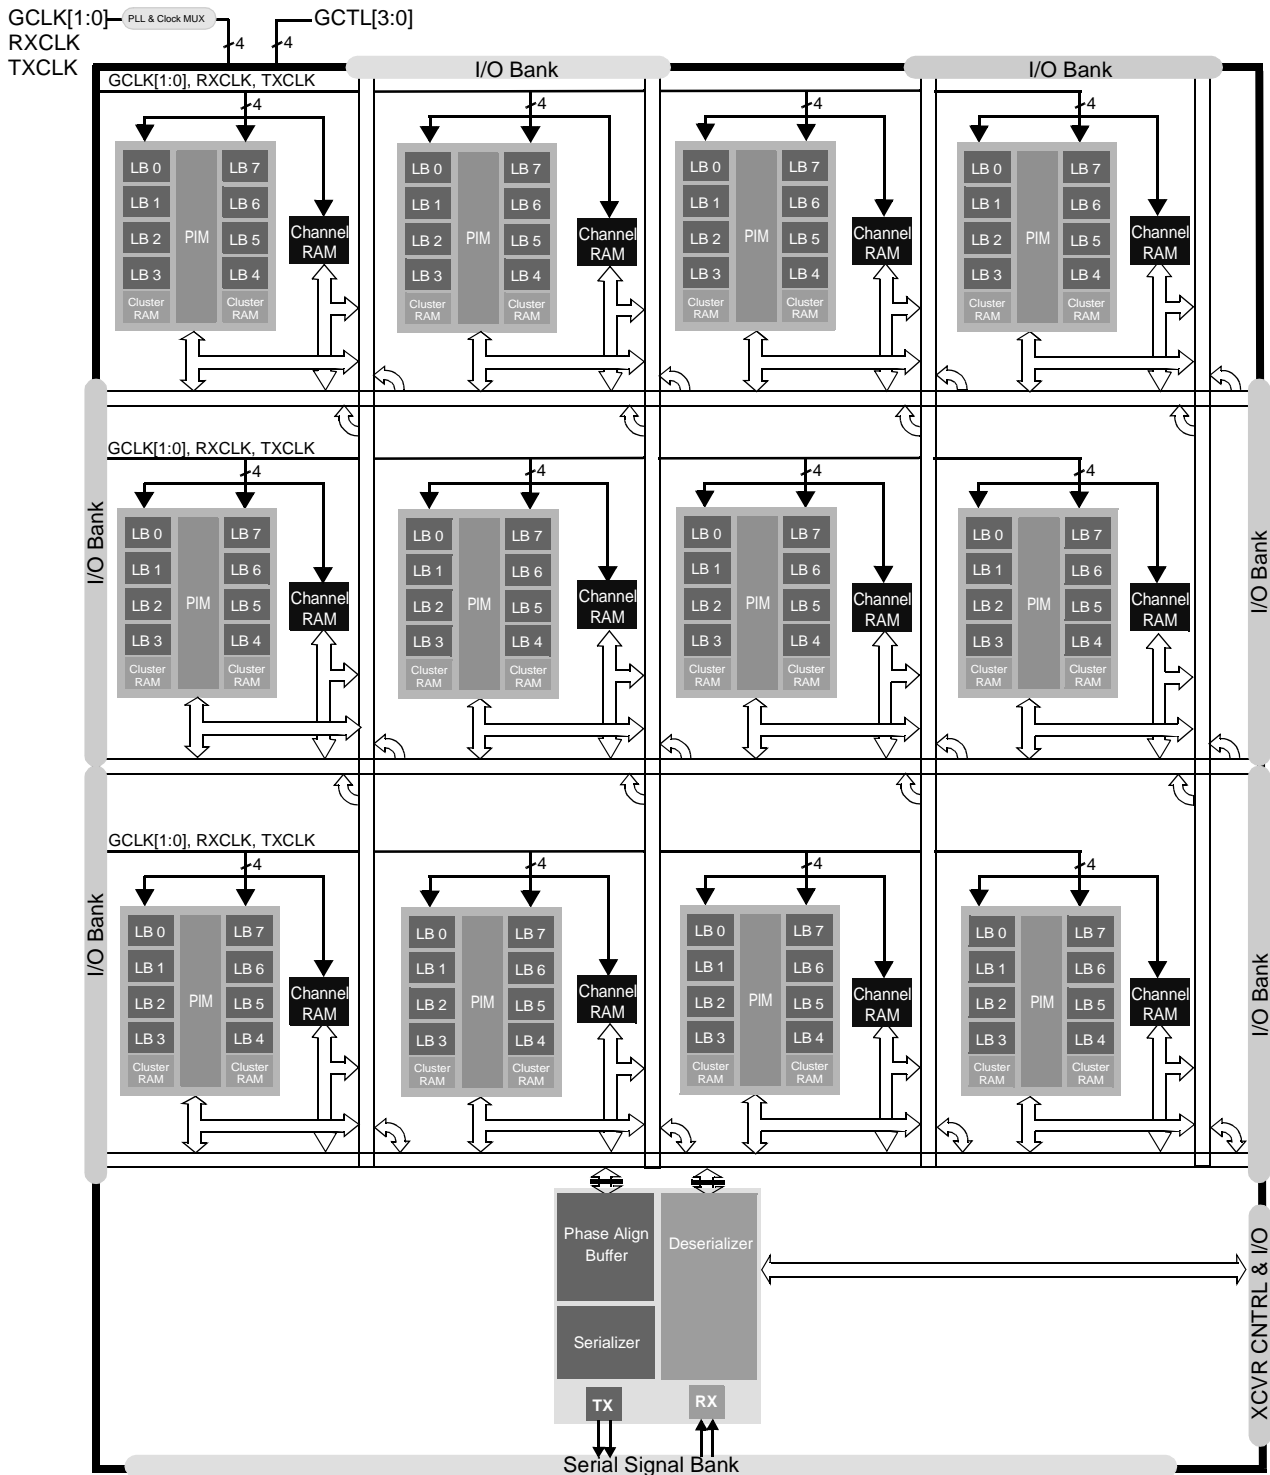 GCLK[1:0] PLL & Clock MUX GCTL[3:0]
RXCLK 4 4
TXCLK
I/O Bank I/O Bank
GCLK[1:0], RXCLK, TXCLK
4 4 4 4
LB 0 LB 7 LB 0 LB 7 LB 0 LB 7 LB 0 LB 7
LB 1 LB 6 LB 1 LB 6 LB 1 LB 6 LB 1 LB 6
LB 2 PIM LB 5 Channel RAM LB 2 PIM LB 5 Channel RAM LB 2 PIM LB 5 Channel RAM LB 2 PIM LB 5 Channel RAM
LB 3 LB 4 LB 3 LB 4 LB 3 LB 4 LB 3 LB 4
Cluster RAM Cluster RAM Cluster RAM Cluster RAM Cluster RAM Cluster RAM Cluster RAM Cluster RAM
I/O Bank
I/O Bank
GCLK[1:0], RXCLK, TXCLK
4 4 4 4
LB 0 LB 7 LB 0 LB 7 LB 0 LB 7 LB 0 LB 7
LB 1 LB 6 LB 1 LB 6 LB 1 LB 6 LB 1 LB 6
LB 2 PIM LB 5 Channel RAM LB 2 PIM LB 5 Channel RAM LB 2 PIM LB 5 Channel RAM LB 2 PIM LB 5 Channel RAM
LB 3 LB 4 LB 3 LB 4 LB 3 LB 4 LB 3 LB 4
Cluster RAM Cluster RAM Cluster RAM Cluster RAM Cluster RAM Cluster RAM Cluster RAM Cluster RAM
I/O Bank
I/O Bank
GCLK[1:0], RXCLK, TXCLK
4 4 4 4
LB 0 LB 7 LB 0 LB 7 LB 0 LB 7 LB 0 LB 7
LB 1 LB 6 LB 1 LB 6 LB 1 LB 6 LB 1 LB 6
LB 2 PIM LB 5 Channel RAM LB 2 PIM LB 5 Channel RAM LB 2 PIM LB 5 Channel RAM LB 2 PIM LB 5 Channel RAM
LB 3 LB 4 LB 3 LB 4 LB 3 LB 4 LB 3 LB 4
Cluster RAM Cluster RAM Cluster RAM Cluster RAM Cluster RAM Cluster RAM Cluster RAM Cluster RAM
Phase Align
Buffer
Deserializer
Serializer
TX RX
XCVR CNTRL & I/O
Serial Signal Bank